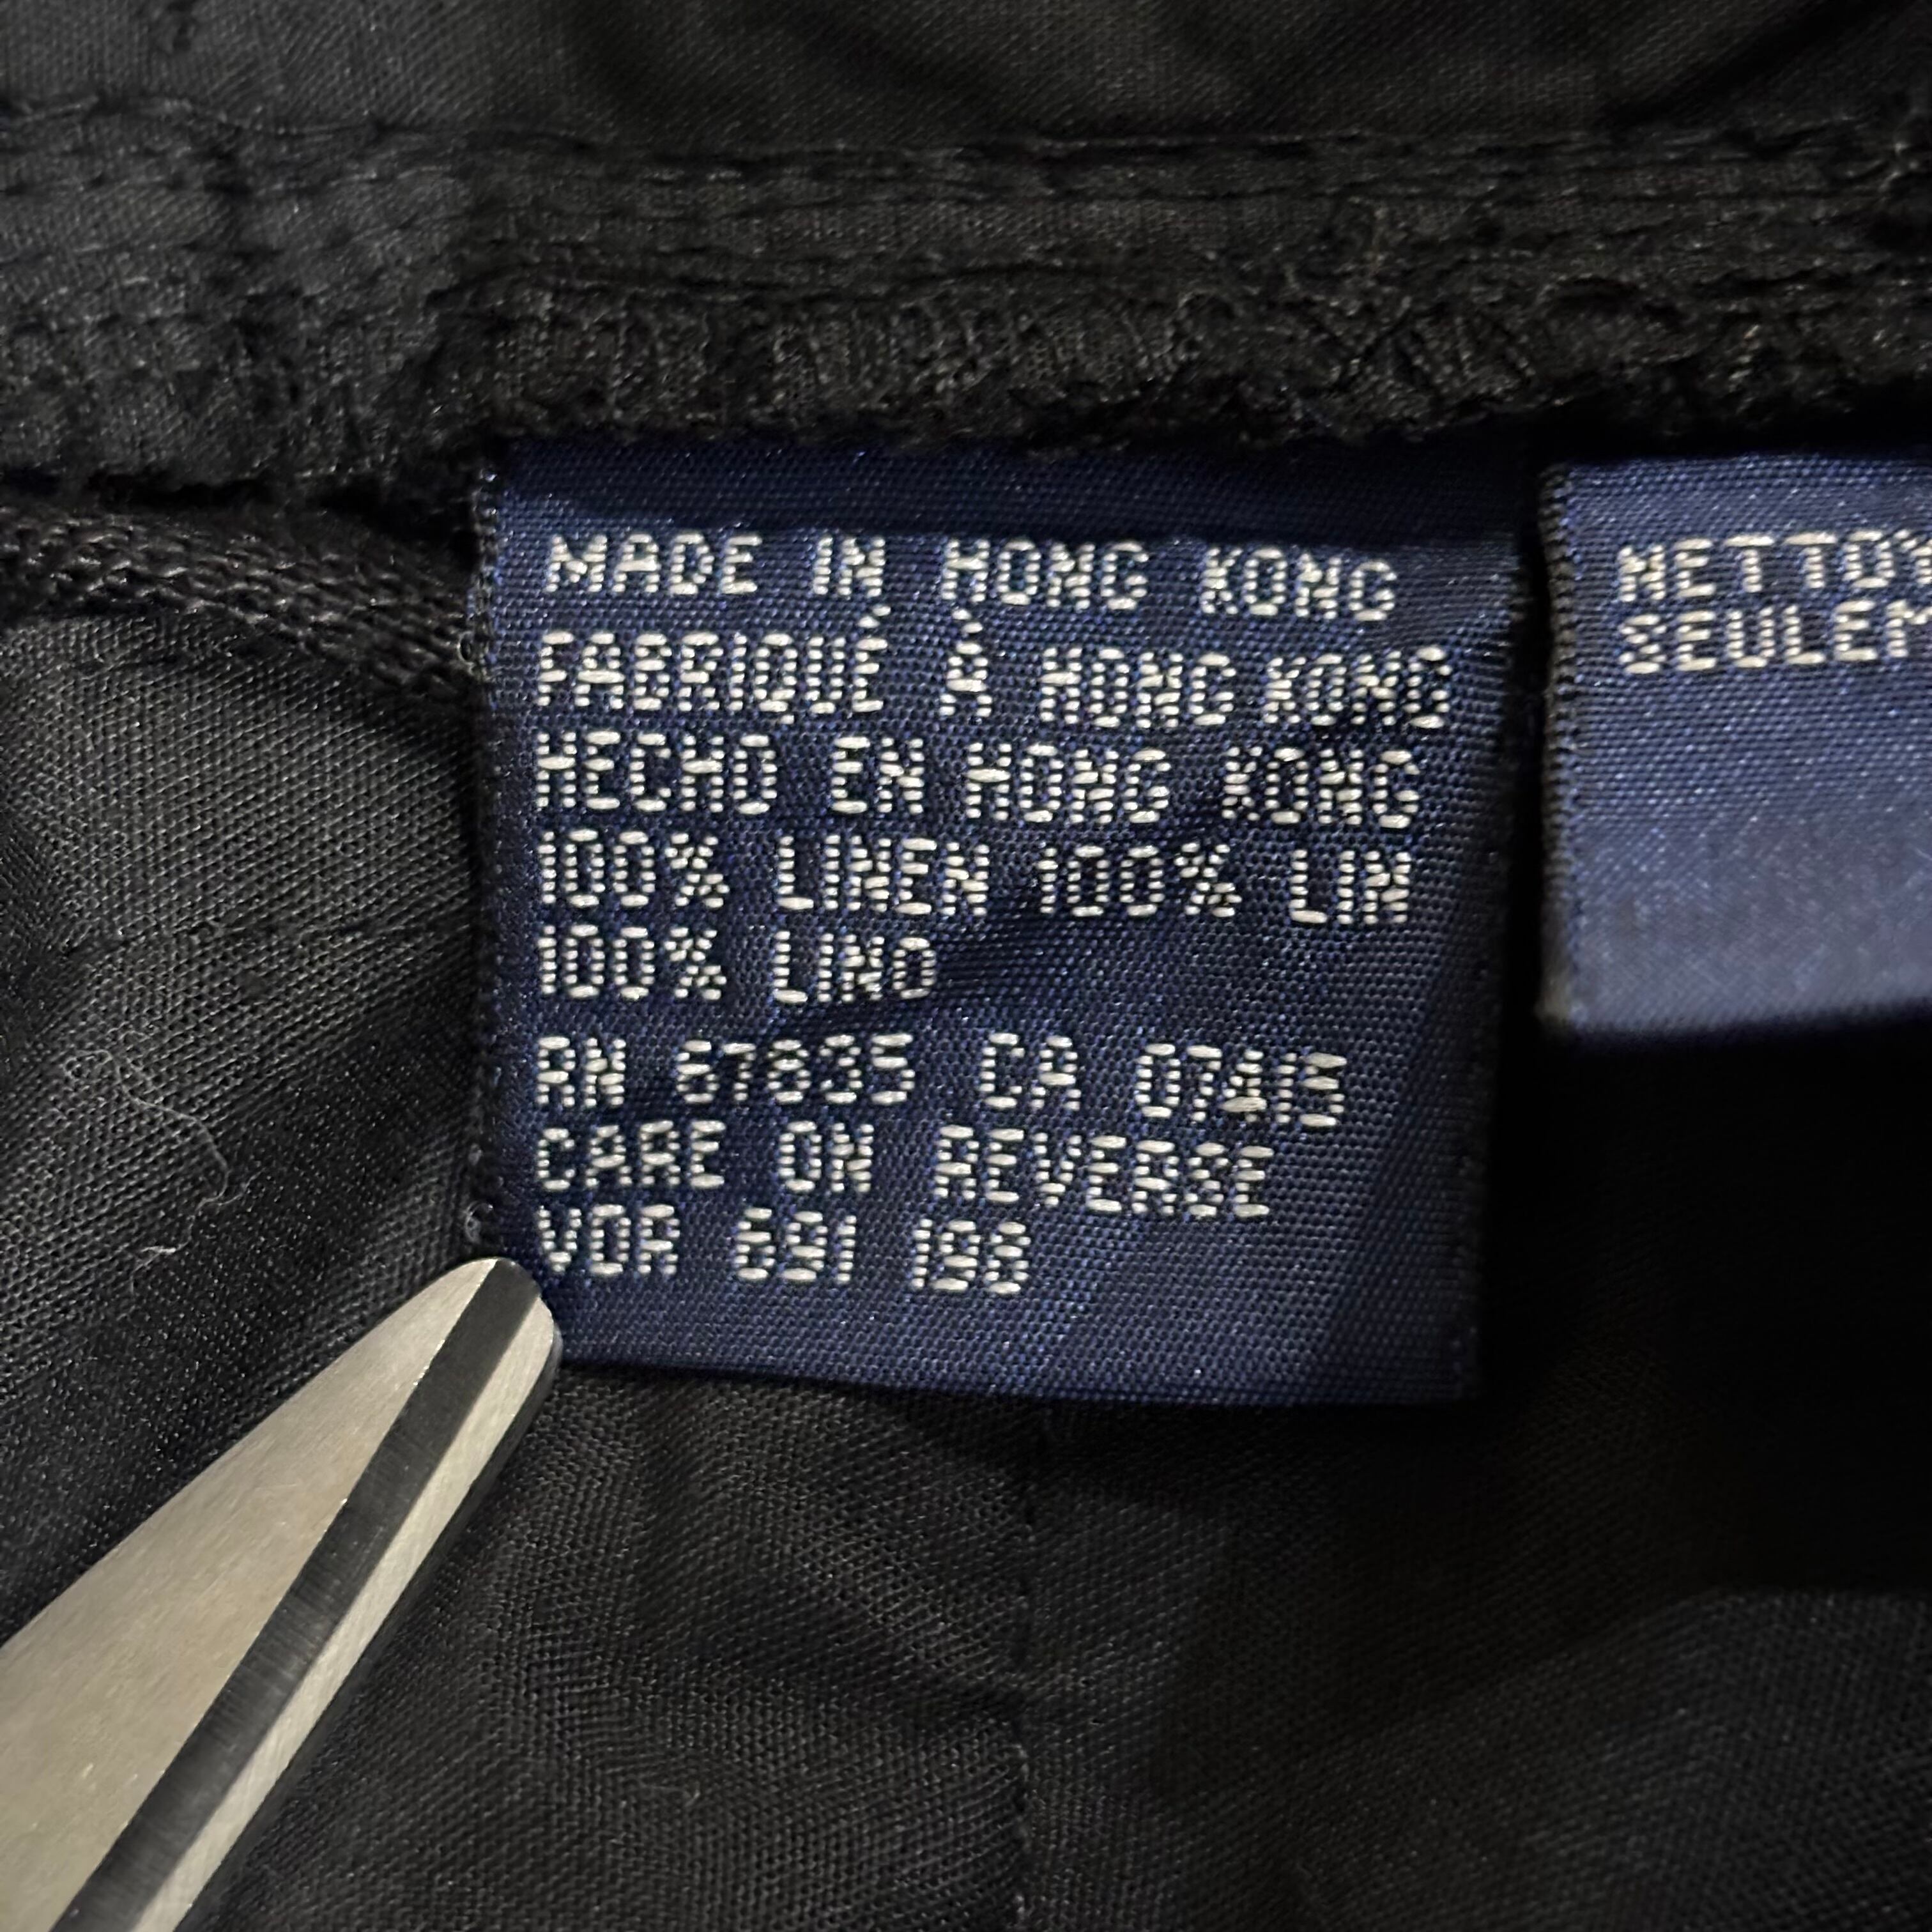 MADE IN HONG KONG
FABRIQUÉ À HONG KONG
HECHO EN HONG KONG
100% LINEN 100% LIN
100% LINO
RN 67835 CA 07415
CARE ON REVERSE
VOR 691 198
NETTOY
SEULEM